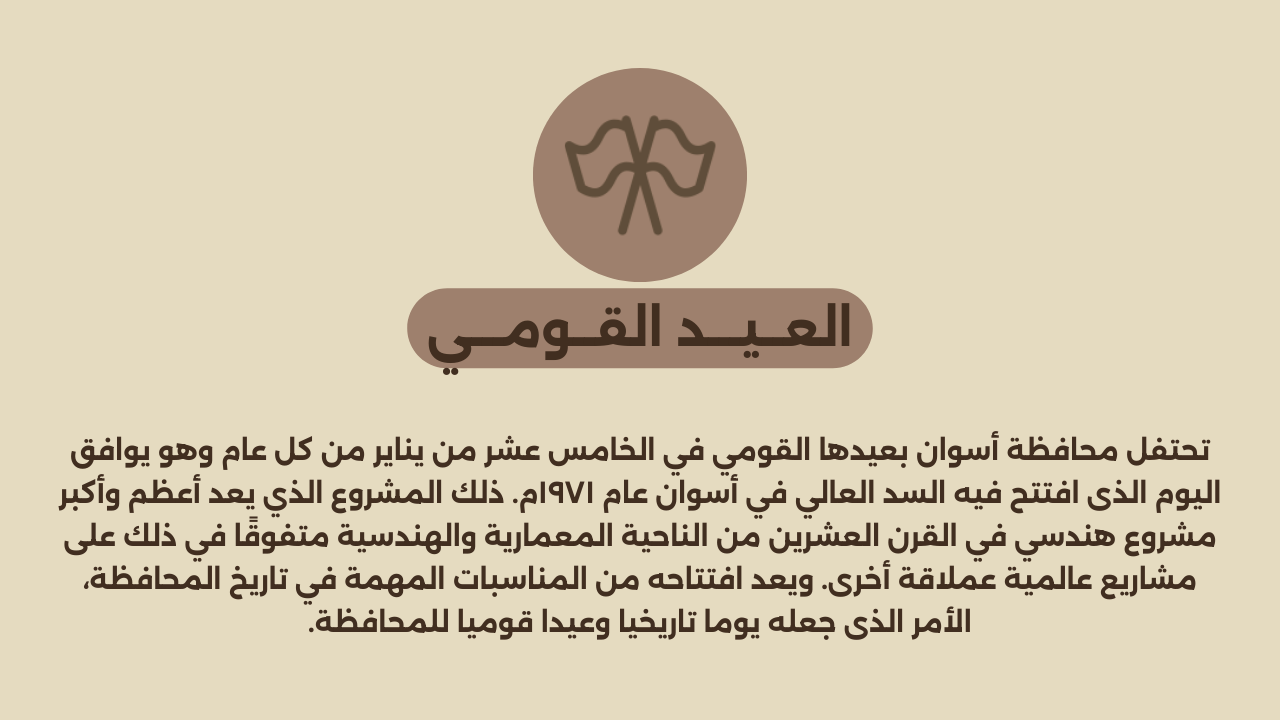 العـيـد القـومـي
تحتفل محافظة أسوان بعيدها القومي في الخامس عشر من يناير من كل عام وهو يوافق
اليوم الذى افتتح فيه السد العالي في أسوان عام ١٩٧١م. ذلك المشروع الذي يعد أعظم وأكبر
مشروع هندسي في القرن العشرين من الناحية المعمارية والهندسية متفوقًا في ذلك على
مشاريع عالمية عملاقة أخرى. ويعد افتتاحه من المناسبات المهمة في تاريخ المحافظة،
الأمر الذى جعله يوما تاريخيا وعيدا قوميا للمحافظة.